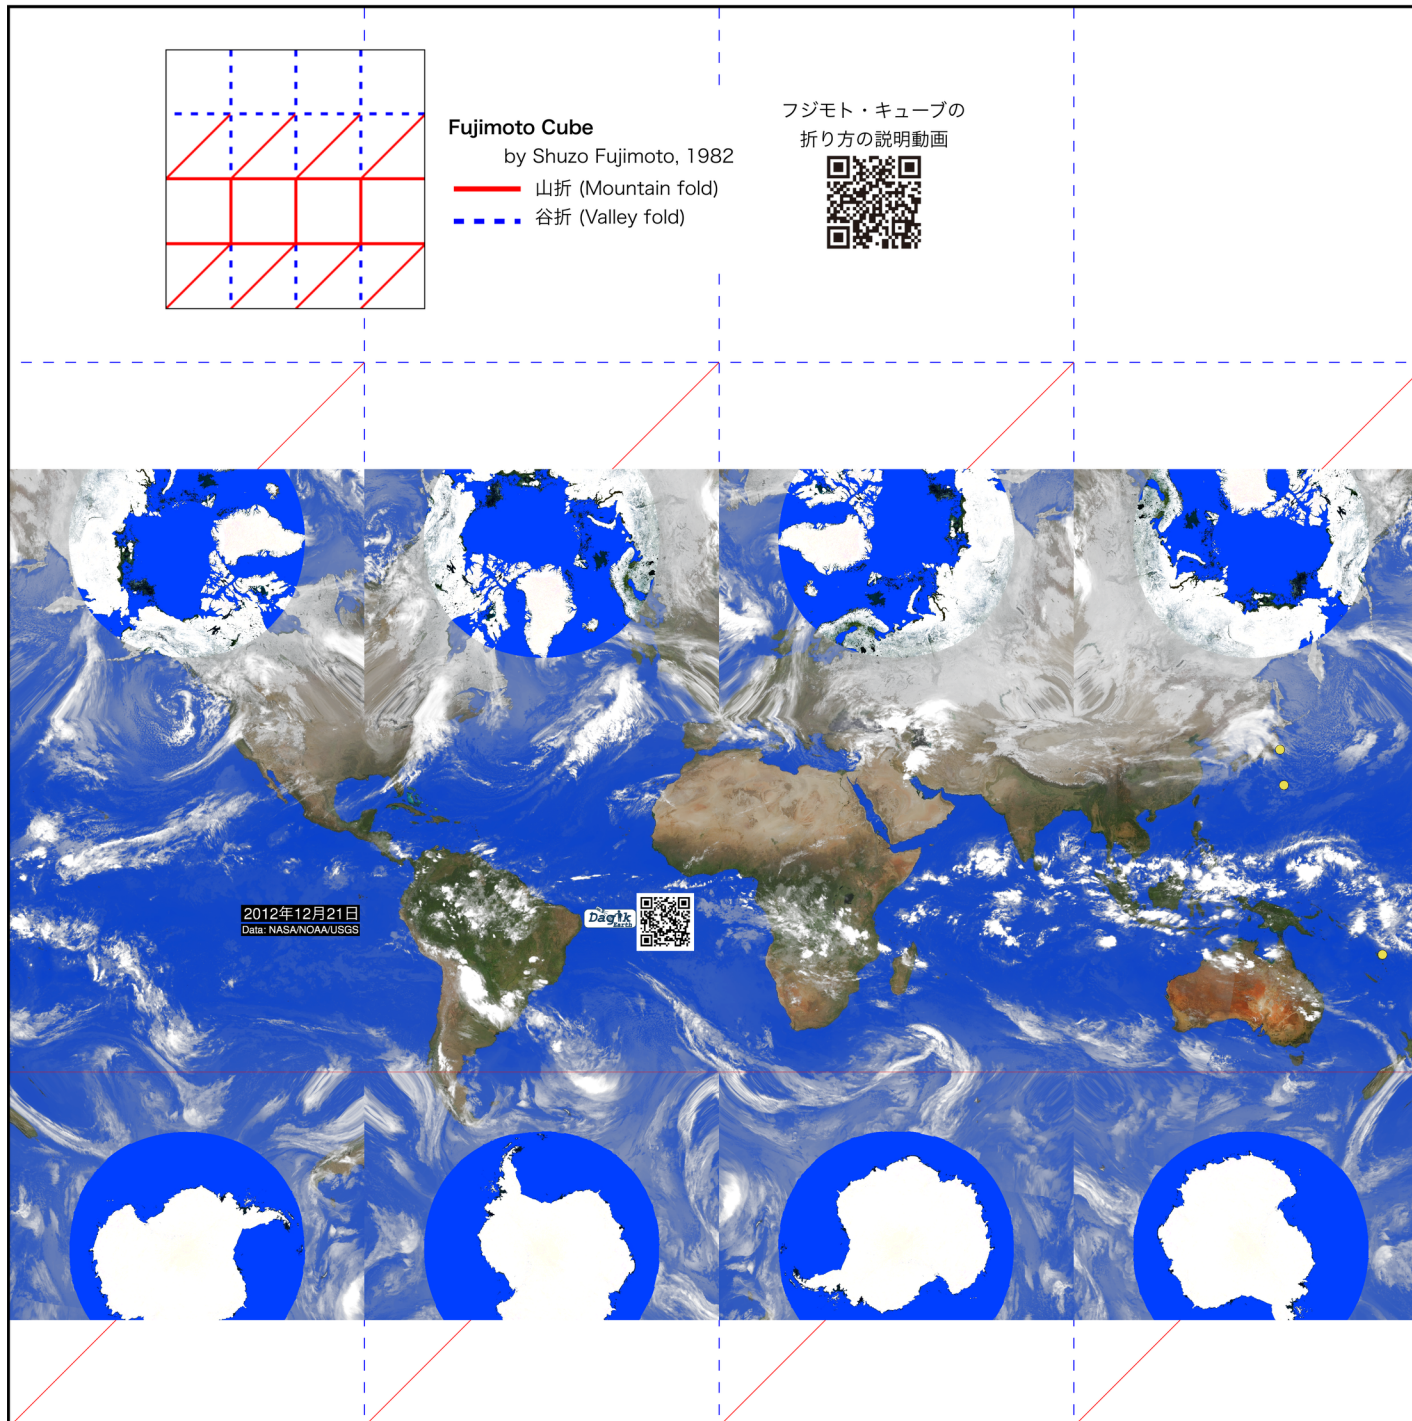 Fujimoto Cube
by Shuzo Fujimoto, 1982
山折 (Mountain fold)
谷折 (Valley fold)
フジモト・キューブの
折り方の説明動画
2012年12月21日
Data: NASA/NOAA/USGS
Dagik
Earth